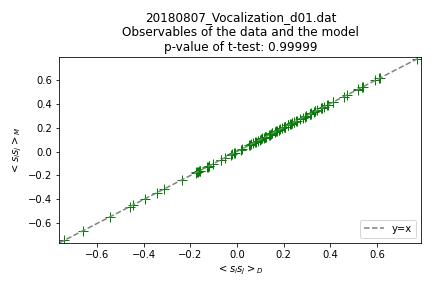 20180807_Vocalization_d01.dat
Observables of the data and the model
p-value of t-test: 0.99999
0.6
0.4
0.2
0.0
−0.2
−0.4
−0.6
< s_i s_j >_M
y=x
−0.6 −0.4 −0.2 0.0 0.2 0.4 0.6
< s_i s_j >_D